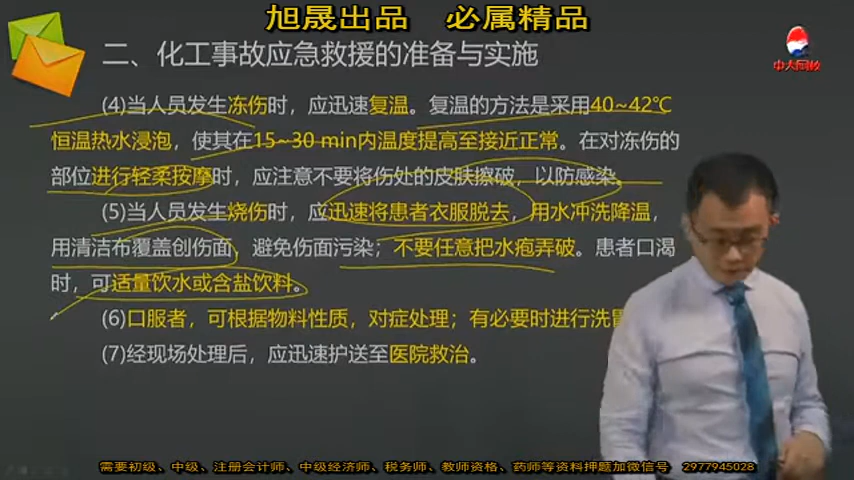 旭晟出品 必属精品
二、化工事故应急救援的准备与实施
中大网校
(4)当人员发生冻伤时，应迅速复温。复温的方法是采用40~42℃
恒温热水浸泡，使其在15~30 min内温度提高至接近正常。在对冻伤的
部位进行轻柔按摩时，应注意不要将伤处的皮肤擦破，以防感染。
(5)当人员发生烧伤时，应迅速将患者衣服脱去，用水冲洗降温，
用清洁布覆盖创伤面，避免伤面污染；不要任意把水疱弄破。患者口渴
时，可适量饮水或含盐饮料。
(6)口服者，可根据物料性质，对症处理；有必要时进行洗胃
(7)经现场处理后，应迅速护送至医院救治。
需要初级、中级、注册会计师、中级经济师、税务师、教师资格、药师等资料押题加微信号 2977945028